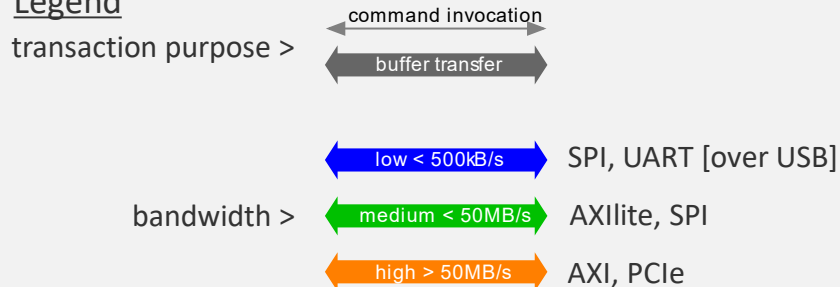 Legend
command invocation
transaction purpose >
buffer transfer
low < 500kB/s SPI, UART [over USB]
bandwidth > medium < 50MB/s AXIlite, SPI
high > 50MB/s AXI, PCIe